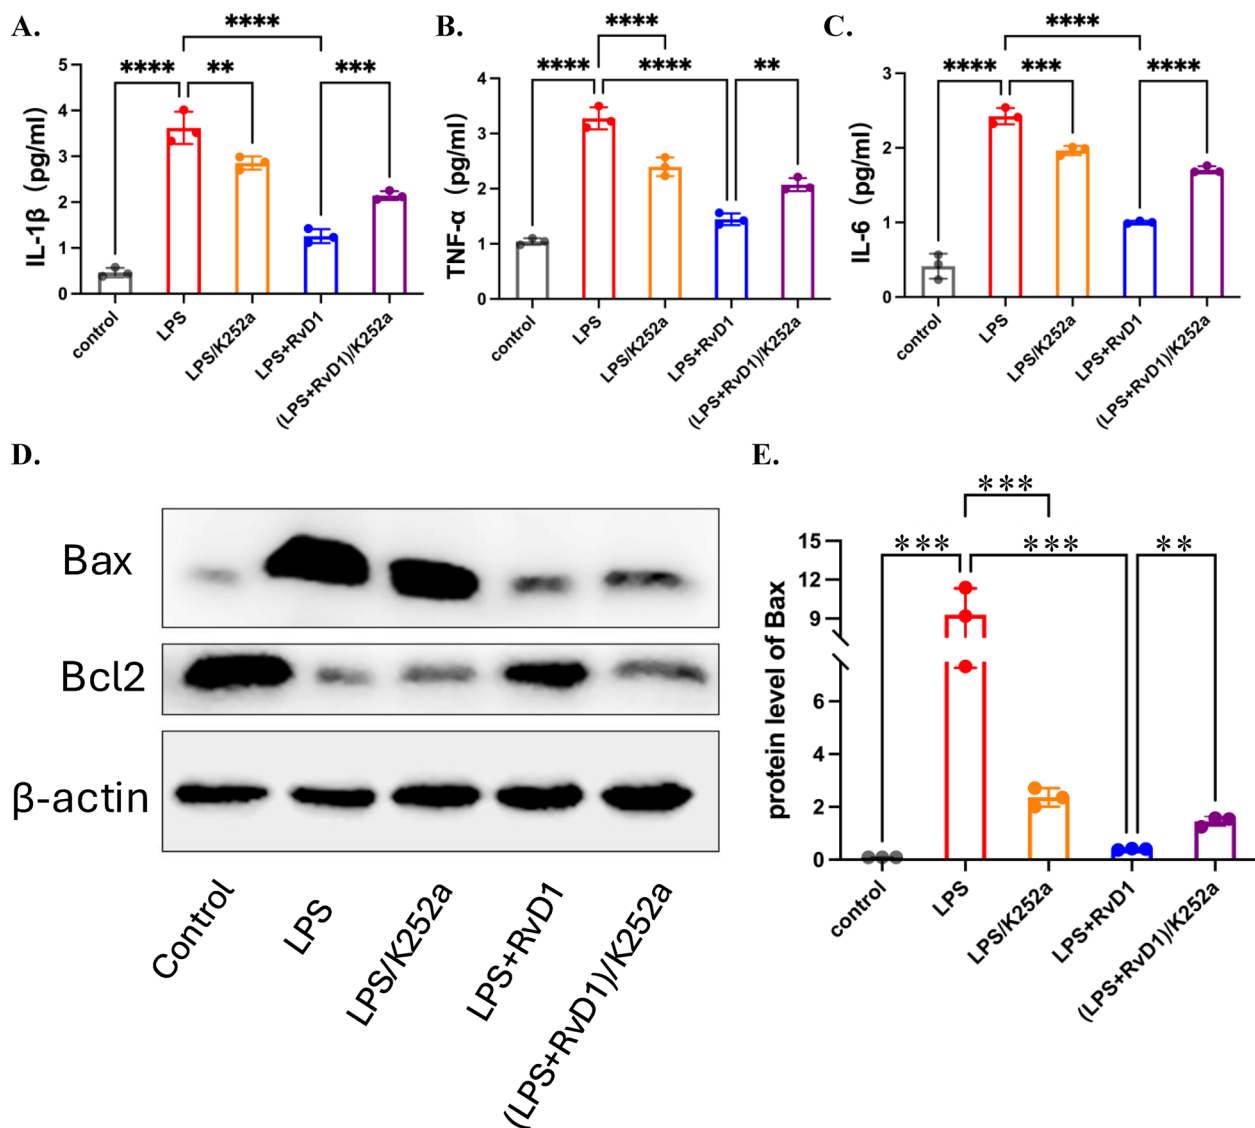 A.
****
****
**
***
IL-1β (pg/ml)
5
4
3
2
1
0
control
LPS
LPS/K252a
LPS+RvD1
(LPS+RvD1)/K252a
B.
****
****
****
**
TNF-α (pg/ml)
4
3
2
1
0
control
LPS
LPS/K252a
LPS+RvD1
(LPS+RvD1)/K252a
C.
****
****
***
****
IL-6 (pg/ml)
3
2
1
0
control
LPS
LPS/K252a
LPS+RvD1
(LPS+RvD1)/K252a
D.
Bax
Bcl2
β-actin
Control
LPS
LPS/K252a
LPS+RvD1
(LPS+RvD1)/K252a
E.
***
***
***
**
protein level of Bax
15
12
9
6
4
2
0
control
LPS
LPS/K252a
LPS+RvD1
(LPS+RvD1)/K252a